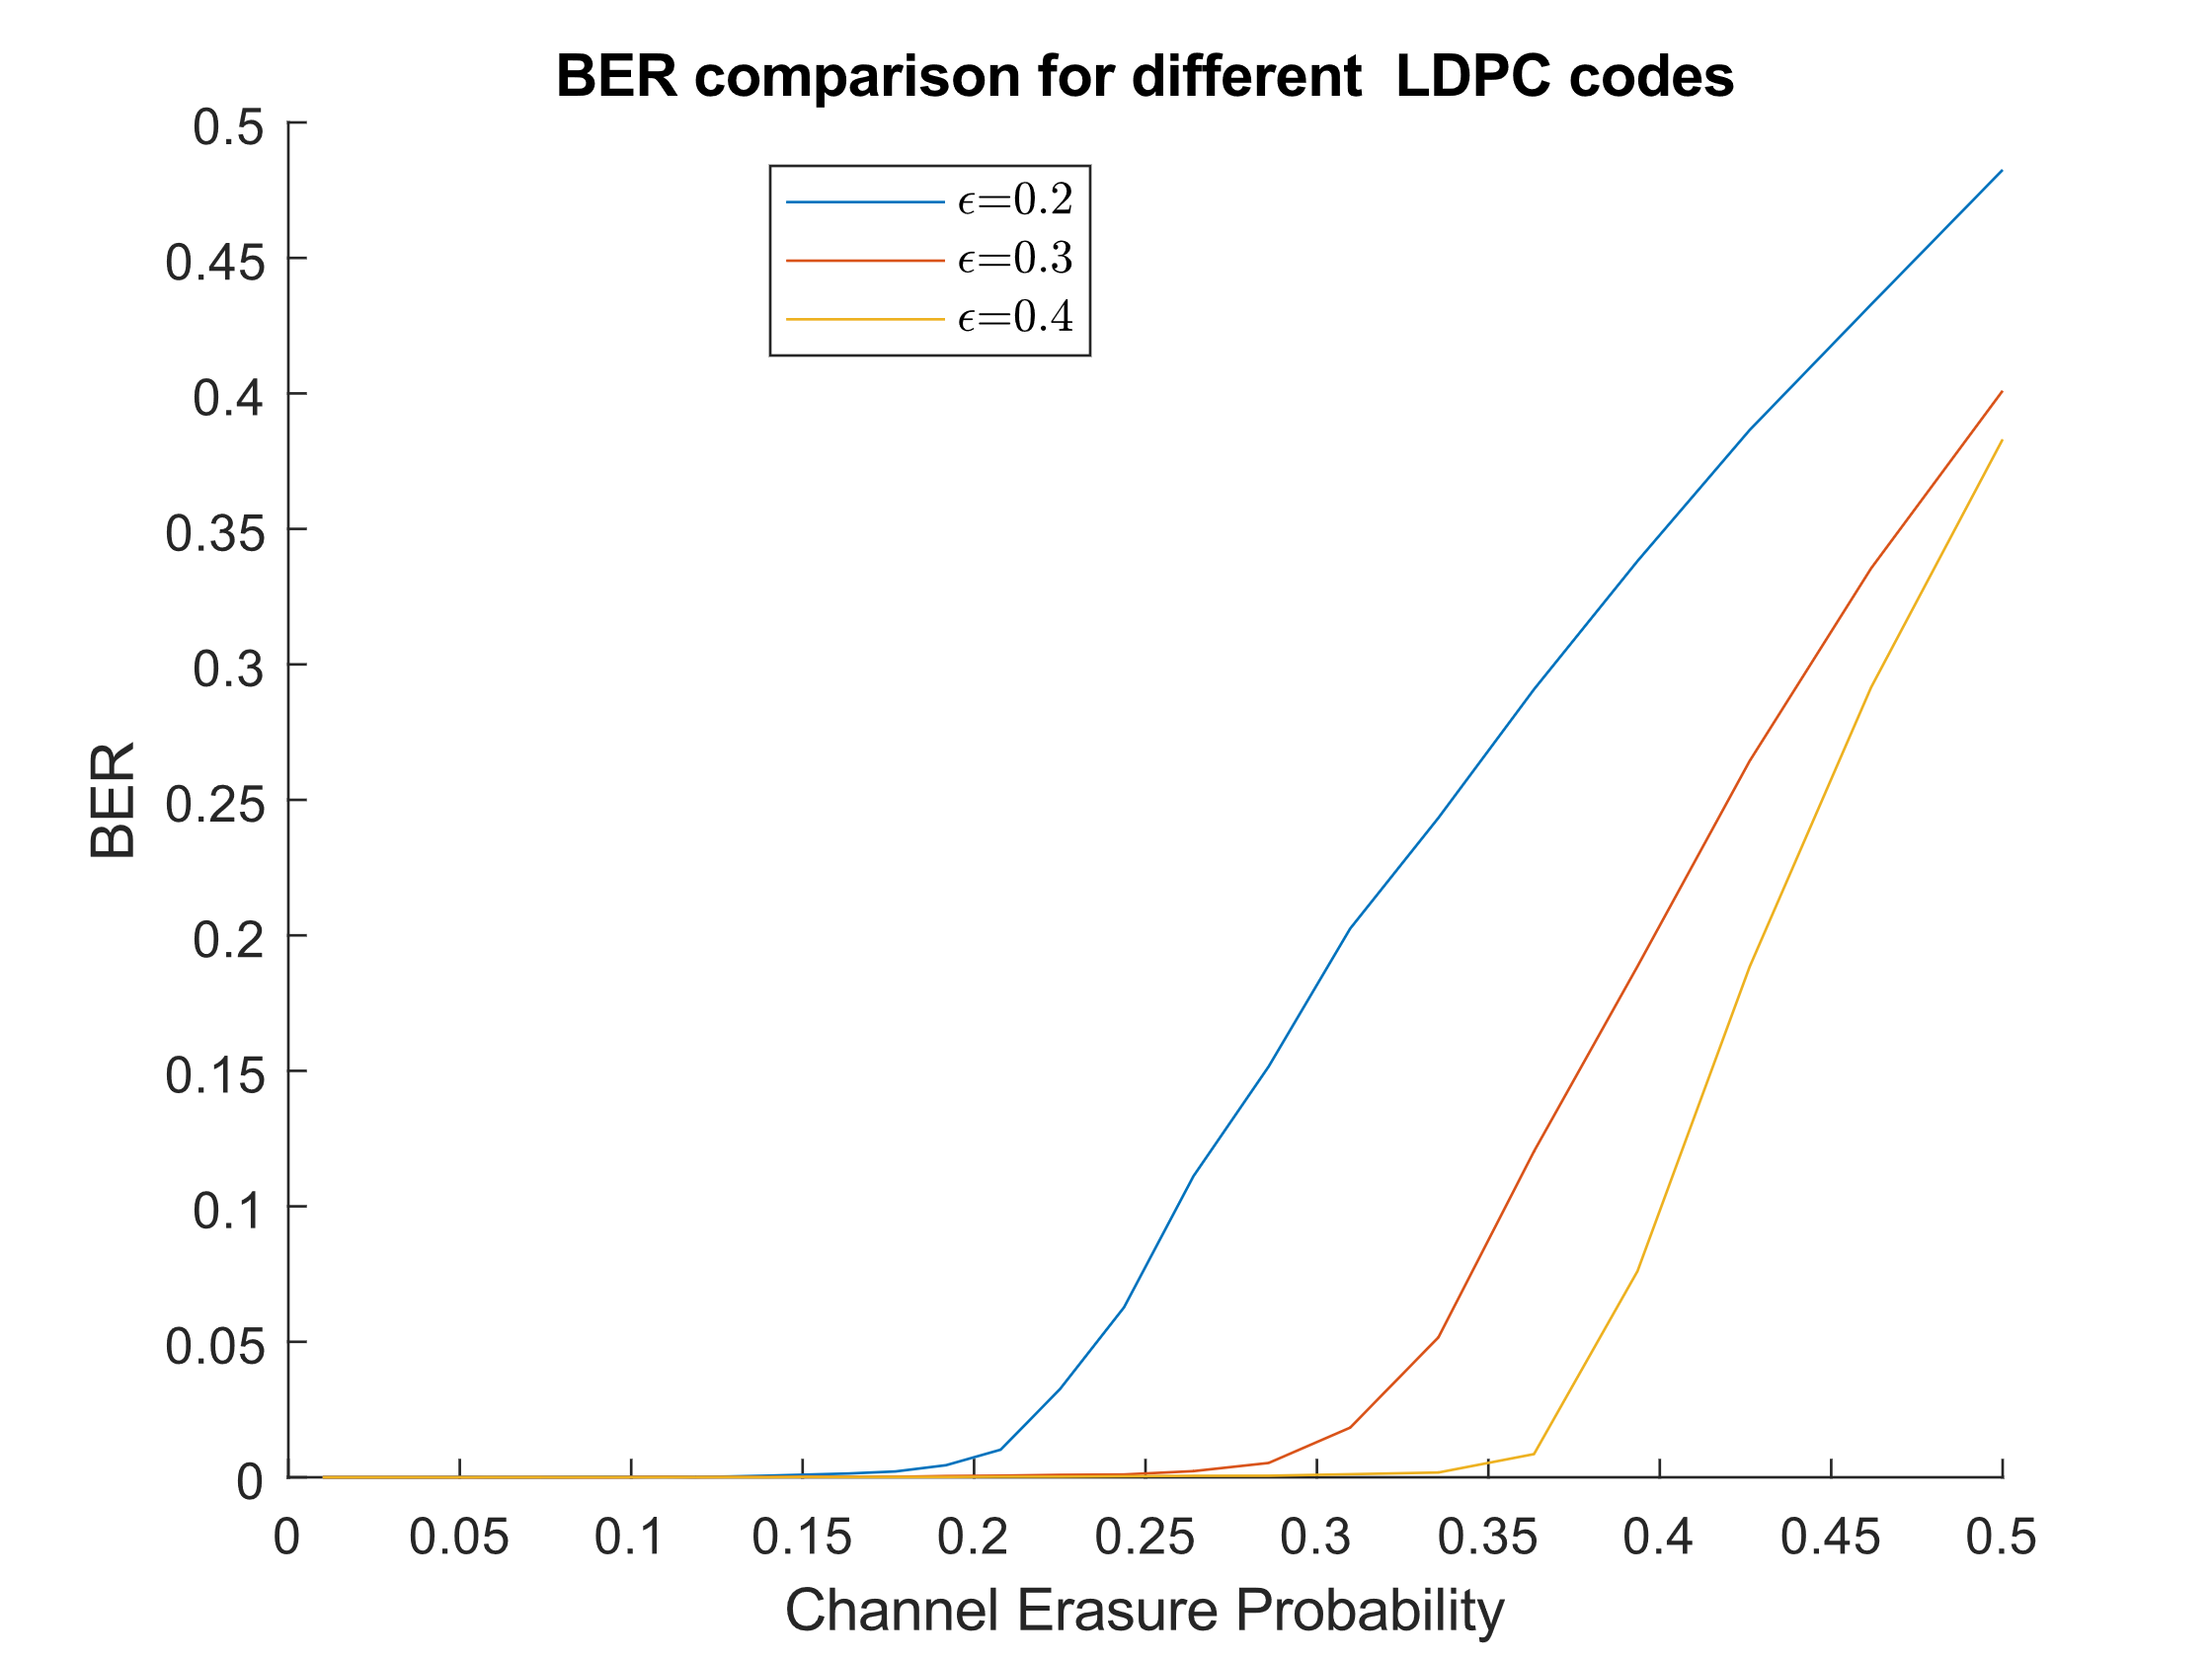 BER comparison for different  LDPC codes
ϵ=0.2
ϵ=0.3
ϵ=0.4
BER
0.5
0.45
0.4
0.35
0.3
0.25
0.2
0.15
0.1
0.05
0
0 0.05 0.1 0.15 0.2 0.25 0.3 0.35 0.4 0.45 0.5
Channel Erasure Probability